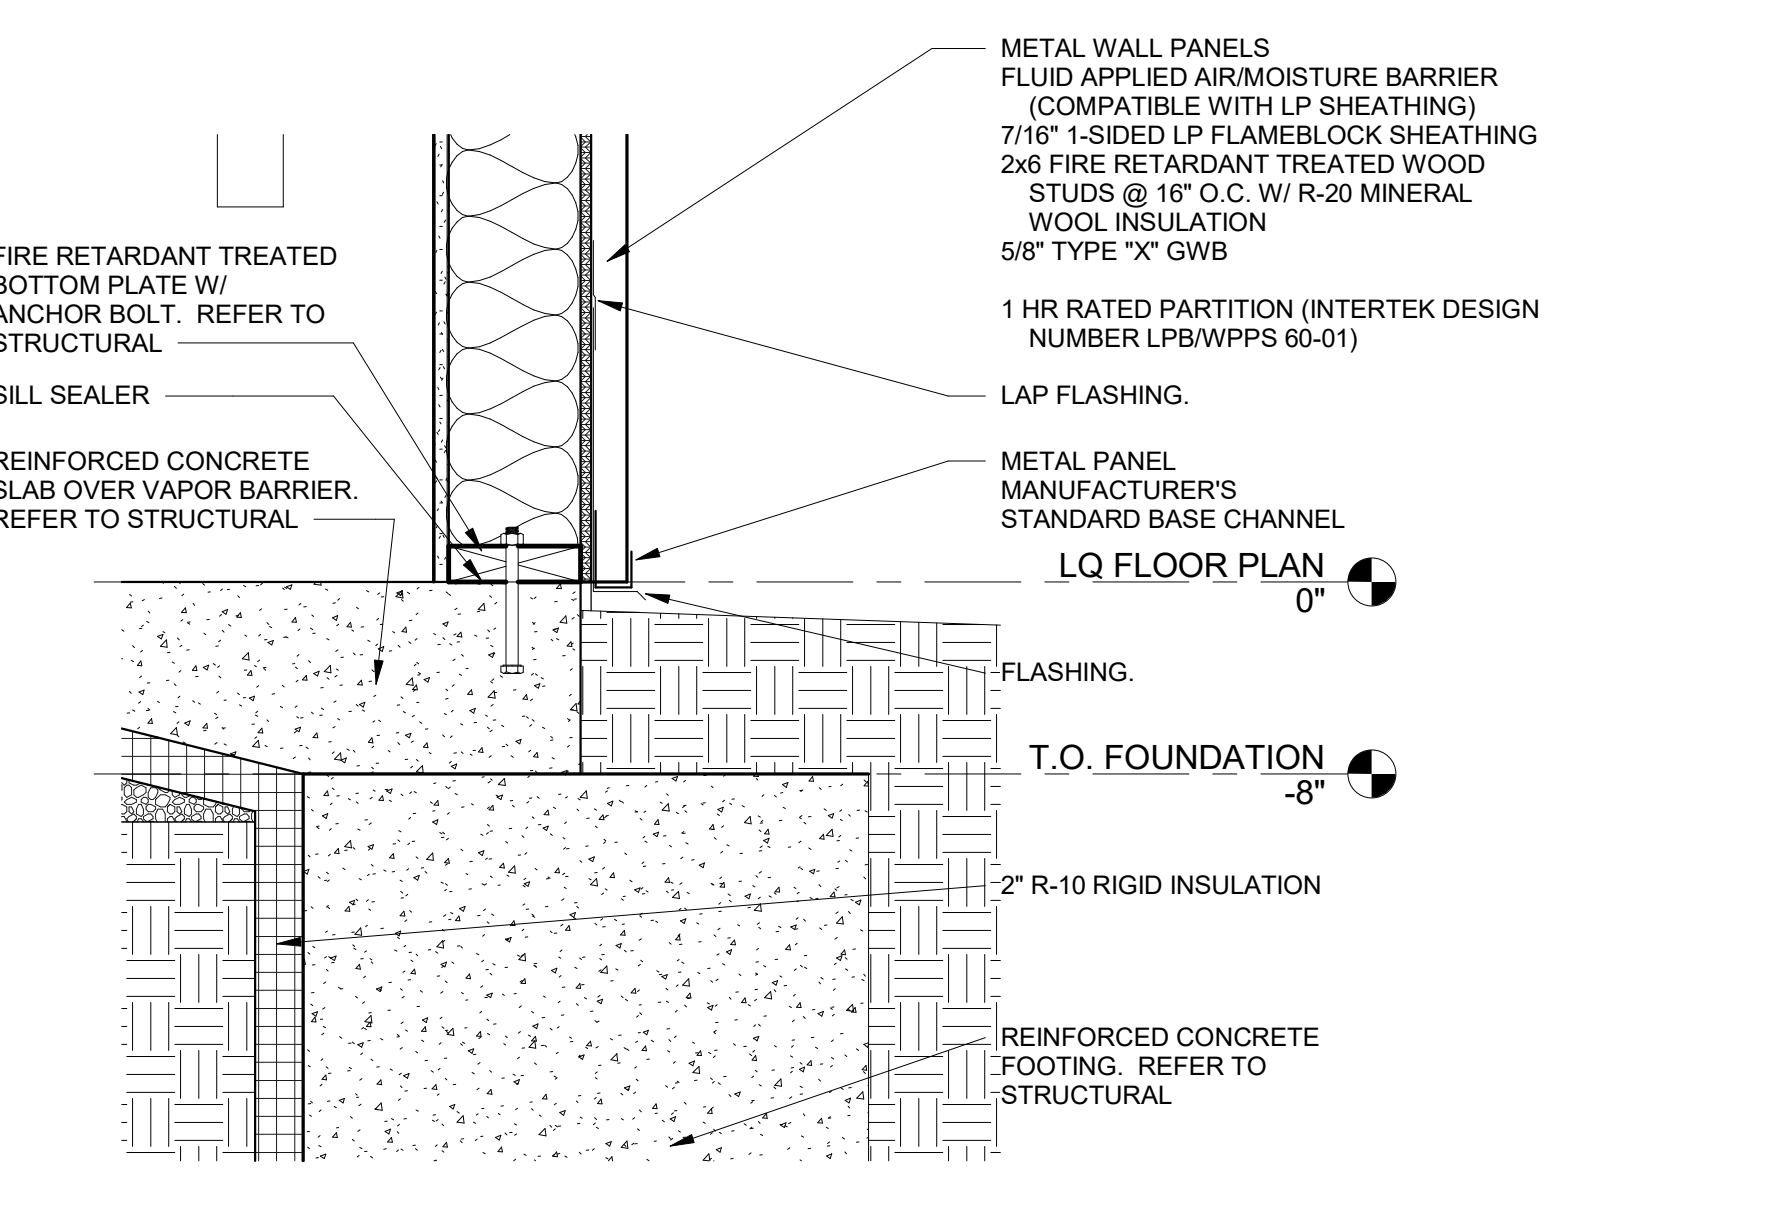 METAL WALL PANELS
FLUID APPLIED AIR/MOISTURE BARRIER
(COMPATIBLE WITH LP SHEATHING)
7/16" 1-SIDED LP FLAMEBLOCK SHEATHING
2x6 FIRE RETARDANT TREATED WOOD
STUDS @ 16" O.C. W/ R-20 MINERAL
WOOL INSULATION
5/8" TYPE "X" GWB
1 HR RATED PARTITION (INTERTEK DESIGN
NUMBER LPB/WPPS 60-01)
LAP FLASHING.
METAL PANEL
MANUFACTURER'S
STANDARD BASE CHANNEL
LQ FLOOR PLAN
0"
FLASHING.
T.O. FOUNDATION
-8"
2" R-10 RIGID INSULATION
REINFORCED CONCRETE
FOOTING. REFER TO
STRUCTURAL
FIRE RETARDANT TREATED
BOTTOM PLATE W/
ANCHOR BOLT. REFER TO
STRUCTURAL
SILL SEALER
REINFORCED CONCRETE
SLAB OVER VAPOR BARRIER.
REFER TO STRUCTURAL